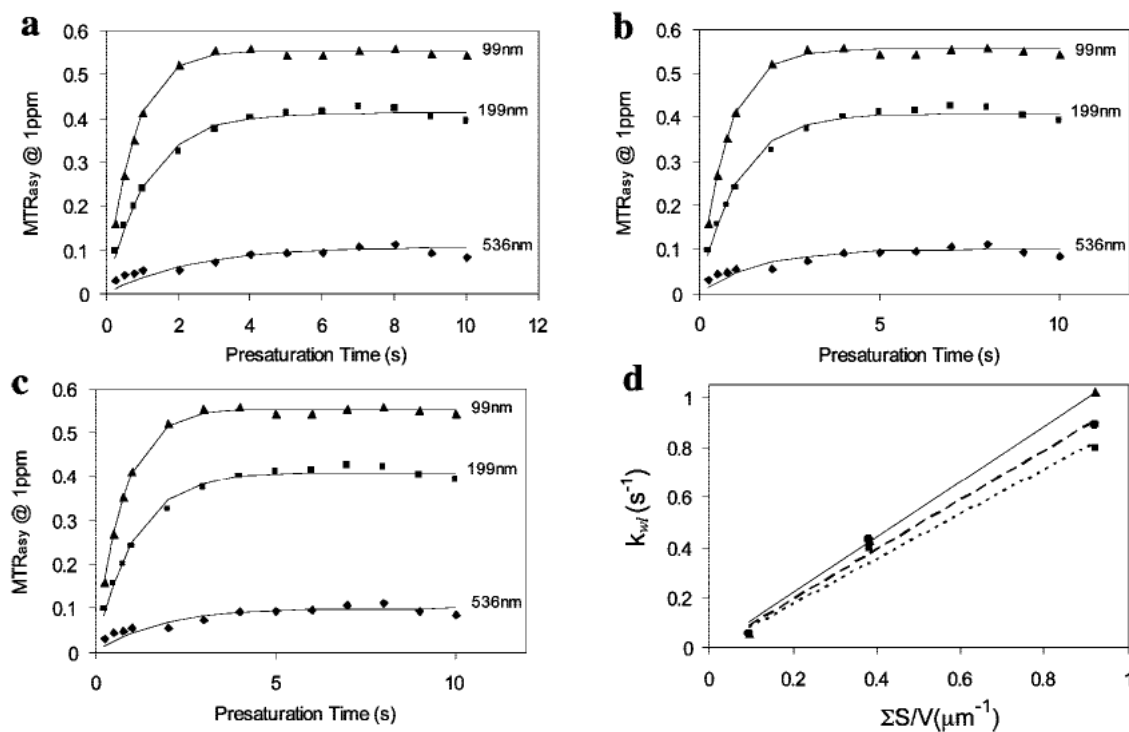 a
0.6
0.5
0.4
0.3
0.2
0.1
0
MTRasy @ 1ppm
99nm
199nm
536nm
0 2 4 6 8 10 12
Presaturation Time (s)
b
0.6
0.5
0.4
0.3
0.2
0.1
0
MTRasy @ 1ppm
99nm
199nm
536nm
0 5 10
Presaturation Time (s)
c
0.6
0.5
0.4
0.3
0.2
0.1
0
MTRasy @ 1ppm
99nm
199nm
536nm
0 5 10
Presaturation Time (s)
d
1
0.8
0.6
0.4
0.2
0
kwl (s-1)
0 0.2 0.4 0.6 0.8 1
ΣS/V(μm-1)